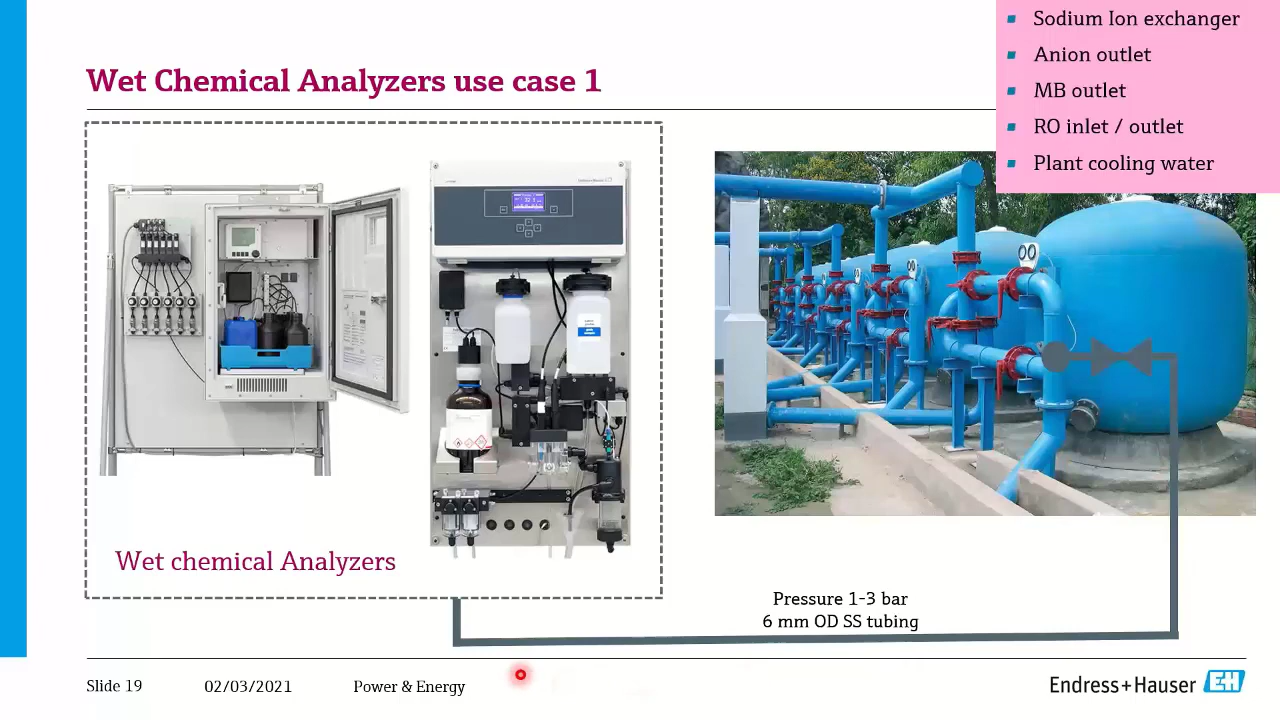 Sodium Ion exchanger
Anion outlet
MB outlet
RO inlet / outlet
Plant cooling water
Wet Chemical Analyzers use case 1
Wet chemical Analyzers
Pressure 1-3 bar
6 mm OD SS tubing
Slide 19
02/03/2021
Power & Energy
Endress+Hauser
EH